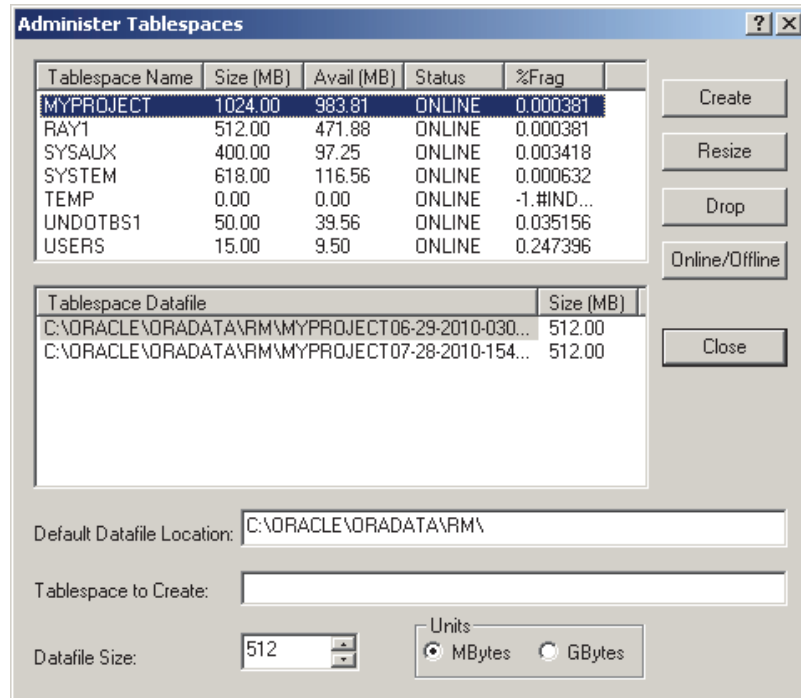 Administer Tablespaces
Tablespace Name Size (MB) Avail (MB) Status %Frag
MYPROJECT 1024.00 983.81 ONLINE 0.000381
RAY1 512.00 471.88 ONLINE 0.000381
SYSAUX 400.00 97.25 ONLINE 0.003418
SYSTEM 618.00 116.56 ONLINE 0.000632
TEMP 0.00 0.00 ONLINE -1.#IND...
UNDOTBS1 50.00 39.56 ONLINE 0.035156
USERS 15.00 9.50 ONLINE 0.247396
Create
Resize
Drop
Online/Offline
Close
Tablespace Datafile Size (MB)
C:\ORACLE\ORADATA\RM\MYPROJECT06-29-2010-030... 512.00
C:\ORACLE\ORADATA\RM\MYPROJECT07-28-2010-154... 512.00
Default Datafile Location: C:\ORACLE\ORADATA\RM\
Tablespace to Create:
Datafile Size: 512
Units
MBytes GBytes